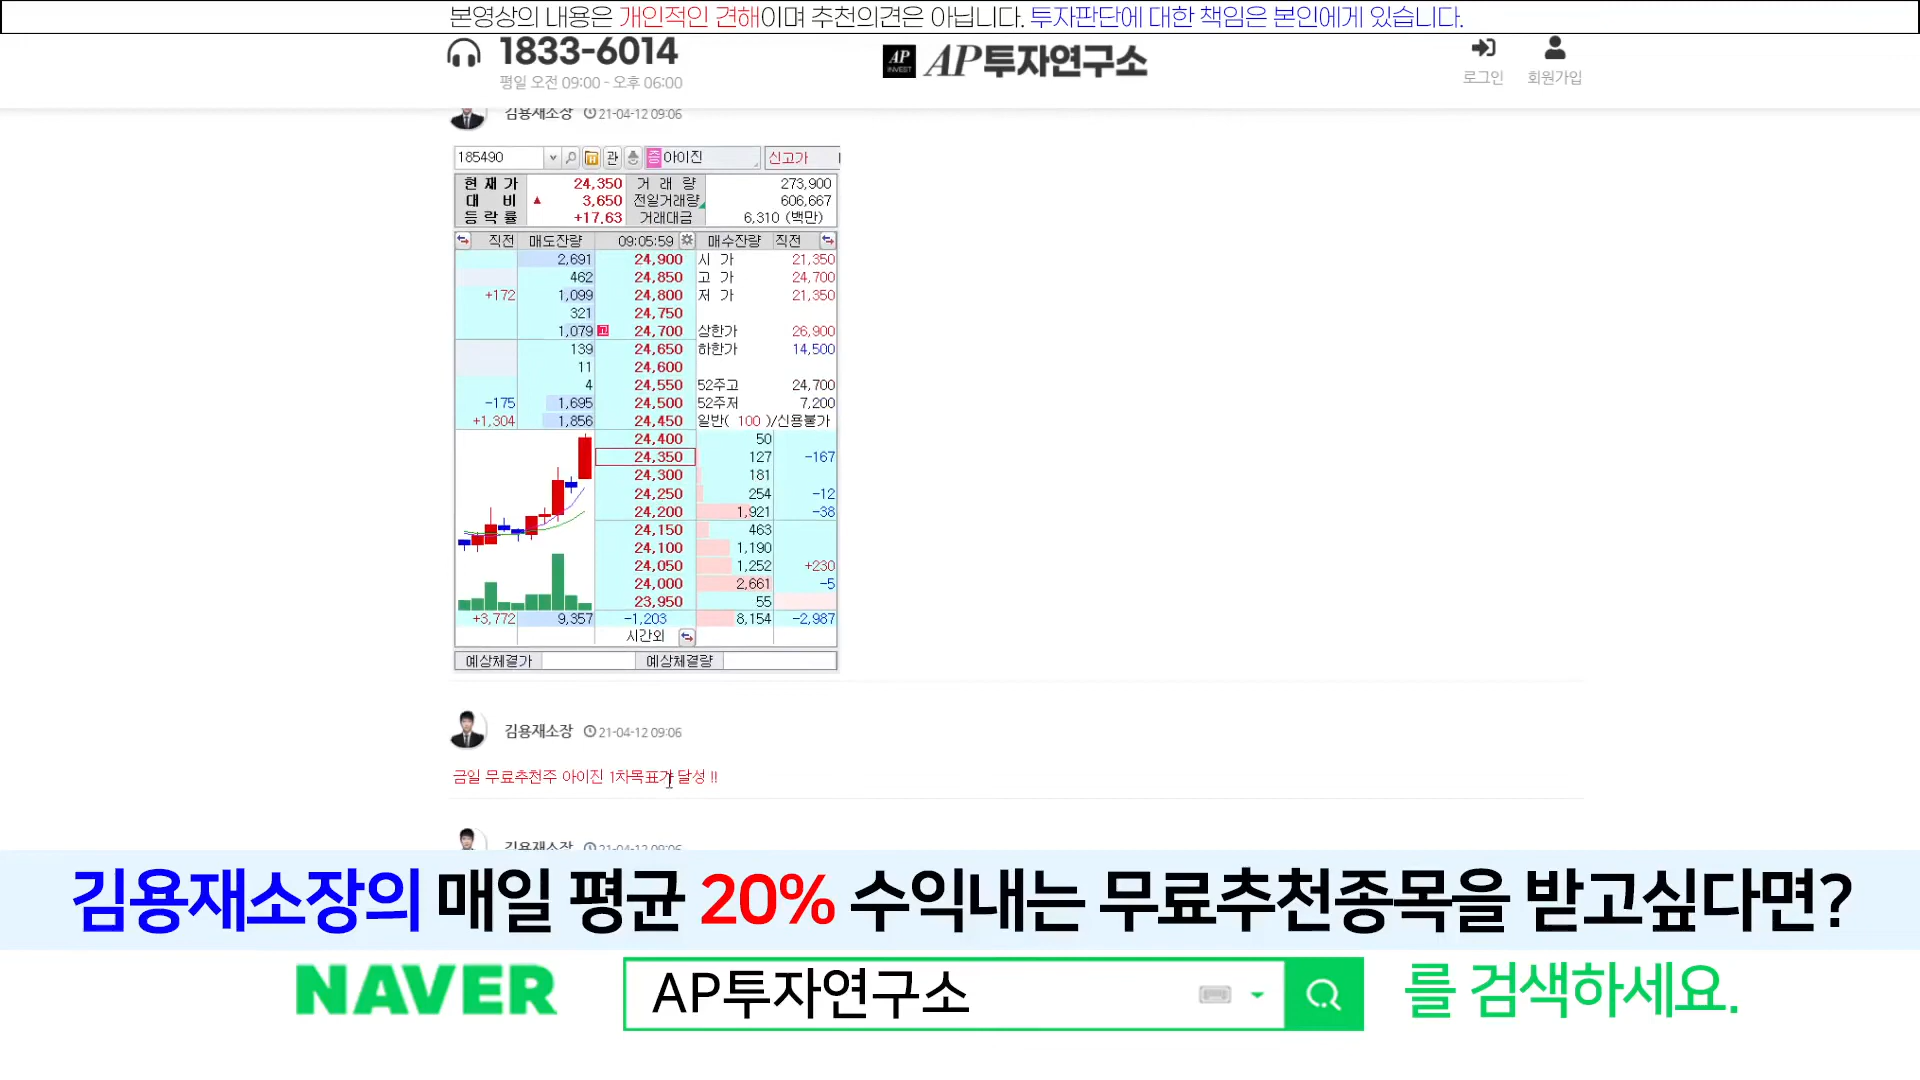 본영상의 내용은 개인적인 견해이며 추천의견은 아닙니다. 투자판단에 대한 책임은 본인에게 있습니다.
1833-6014
평일 오전 09:00 - 오후 06:00
AP INVEST AP투자연구소
로그인 회원가입
김용재소장 21-04-12 09:06
185490 관 증 아이진 신고가
현재가 24,350 거래량 273,900
대비 ▲ 3,650 전일거래량 606,667
등락률 +17.63 거래대금 6,310 (백만)
직전 매도잔량 09:05:59 매수잔량 직전
2,691 24,900 시가 21,350
462 24,850 고가 24,700
+172 1,099 24,800 저가 21,350
321 24,750
1,079 고 24,700 상한가 26,900
139 24,650 하한가 14,500
11 24,600
4 24,550 52주고 24,700
-175 1,695 24,500 52주저 7,200
+1,304 1,856 24,450 일반( 100 )/신용불가
24,400 50
24,350 127 -167
24,300 181
24,250 254 -12
24,200 1,921 -38
24,150 463
24,100 1,190
24,050 1,252 +230
24,000 2,661 -5
23,950 55
+3,772 9,357 -1,203 8,154 -2,987
시간외
예상체결가 예상체결량
김용재소장 21-04-12 09:06
금일 무료추천주 아이진 1차목표가 달성 !!
김용재소장 21-04-12 09:06
김용재소장의 매일 평균 20% 수익내는 무료추천종목을 받고싶다면?
NAVER AP투자연구소 를 검색하세요.